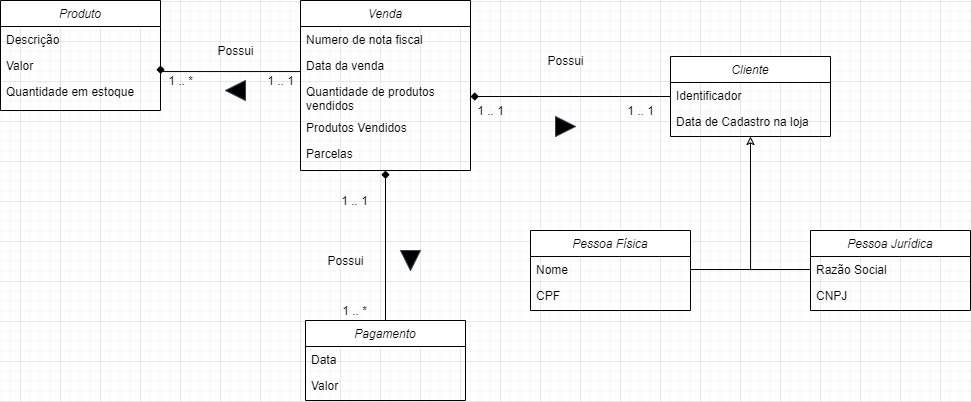 Produto
Descrição
Valor
Quantidade em estoque
Possui
1 .. *
1 .. 1
Venda
Numero de nota fiscal
Data da venda
Quantidade de produtos
vendidos
Produtos Vendidos
Parcelas
Possui
1 .. 1
1 .. 1
Cliente
Identificador
Data de Cadastro na loja
1 .. 1
Possui
1 .. *
Pagamento
Data
Valor
Pessoa Física
Nome
CPF
Pessoa Jurídica
Razão Social
CNPJ